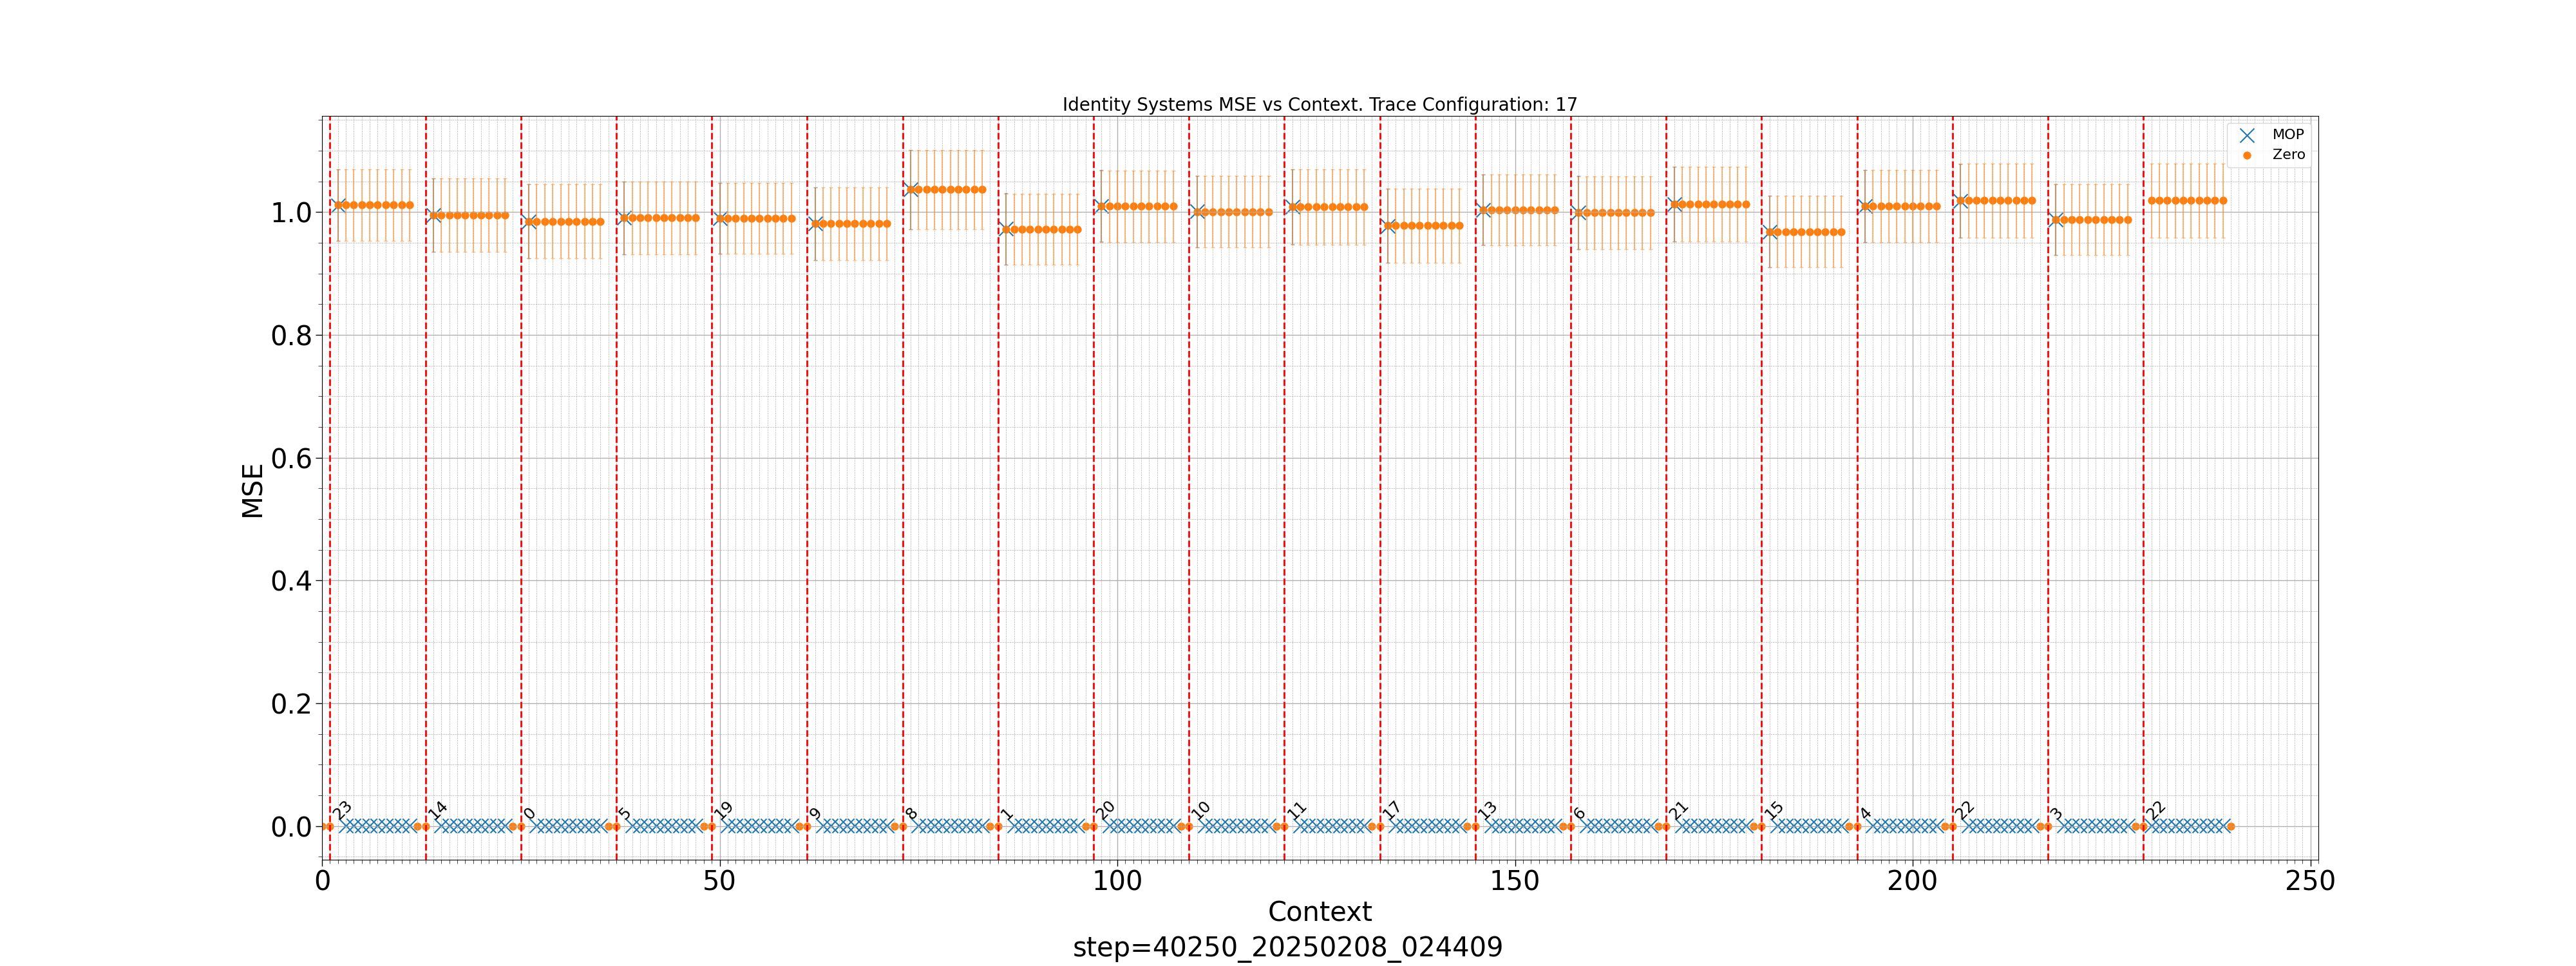 Identity Systems MSE vs Context. Trace Configuration: 17
MOP
Zero
MSE
1.0
0.8
0.6
0.4
0.2
0.0
23 14 0 5 19 9 8 1 20 10 11 17 13 6 21 15 4 22 3 22
0 50 100 150 200 250
Context
step=40250_20250208_024409